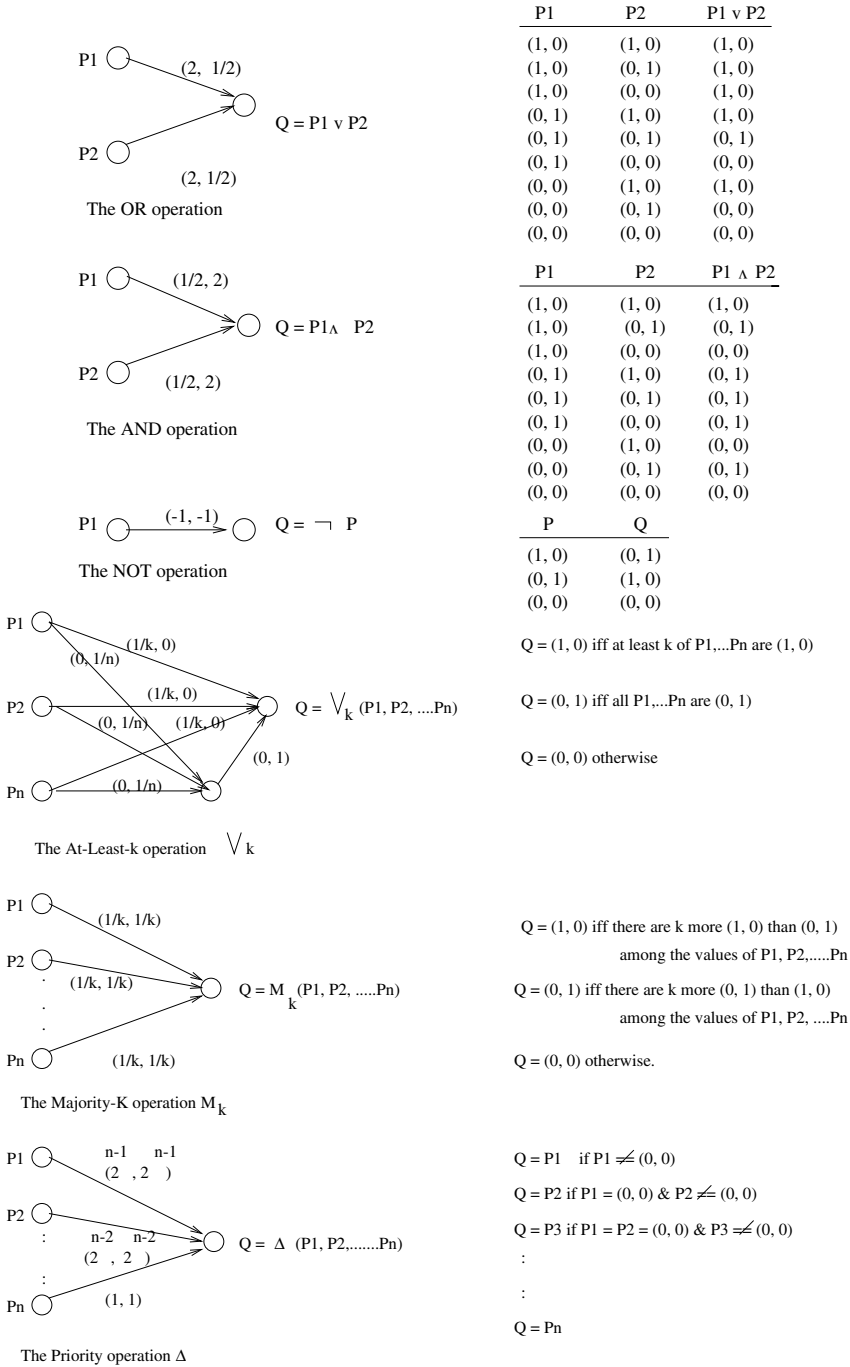 P1 P2 P1 v P2
(1, 0) (1, 0) (1, 0)
(1, 0) (0, 1) (1, 0)
(1, 0) (0, 0) (1, 0)
(0, 1) (1, 0) (1, 0)
(0, 1) (0, 1) (0, 1)
(0, 1) (0, 0) (0, 0)
(0, 0) (1, 0) (1, 0)
(0, 0) (0, 1) (0, 0)
(0, 0) (0, 0) (0, 0)
P1
(2, 1/2)
Q = P1 v P2
P2
(2, 1/2)
The OR operation
P1 P2 P1 ∧ P2
(1, 0) (1, 0) (1, 0)
(1, 0) (0, 1) (0, 1)
(1, 0) (0, 0) (0, 0)
(0, 1) (1, 0) (0, 1)
(0, 1) (0, 1) (0, 1)
(0, 1) (0, 0) (0, 1)
(0, 0) (1, 0) (0, 0)
(0, 0) (0, 1) (0, 1)
(0, 0) (0, 0) (0, 0)
P1
(1/2, 2)
Q = P1∧ P2
P2
(1/2, 2)
The AND operation
P1
(-1, -1)
Q = ¬ P
The NOT operation
P Q
(1, 0) (0, 1)
(0, 1) (1, 0)
(0, 0) (0, 0)
P1
(1/k, 0)
(0, 1/n)
P2
(1/k, 0)
Q = ∨k (P1, P2, ....Pn)
(0, 1/n)
(1/k, 0)
(0, 1)
Pn
(0, 1/n)
The At-Least-k operation ∨k
Q = (1, 0) iff at least k of P1,...Pn are (1, 0)
Q = (0, 1) iff all P1,...Pn are (0, 1)
Q = (0, 0) otherwise
P1
(1/k, 1/k)
P2
(1/k, 1/k)
.
.
.
Q = M k (P1, P2, .....Pn)
Pn
(1/k, 1/k)
The Majority-K operation M k
Q = (1, 0) iff there are k more (1, 0) than (0, 1)
among the values of P1, P2,.....Pn
Q = (0, 1) iff there are k more (0, 1) than (1, 0)
among the values of P1, P2, ....Pn
Q = (0, 0) otherwise.
P1
n-1 n-1
(2 , 2 )
P2
:
n-2 n-2
(2 , 2 )
:
Q = Δ (P1, P2,.......Pn)
Pn
(1, 1)
The Priority operation Δ
Q = P1 if P1 ≠ (0, 0)
Q = P2 if P1 = (0, 0) & P2 ≠ (0, 0)
Q = P3 if P1 = P2 = (0, 0) & P3 ≠ (0, 0)
:
:
Q = Pn